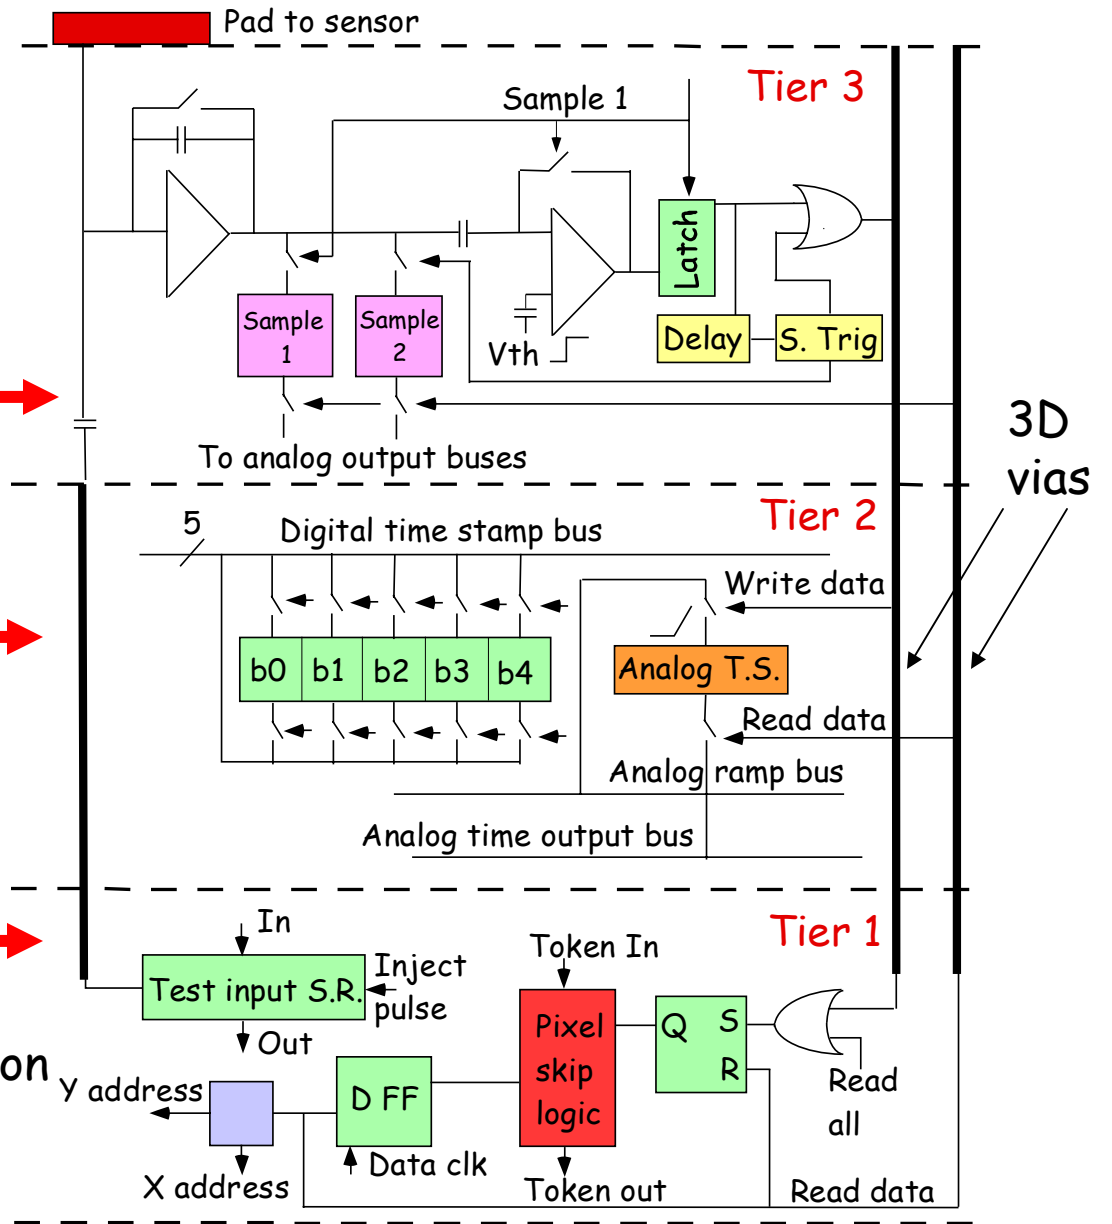 Pad to sensor
Tier 3
Sample 1
Latch
Sample
1
Sample
2
Vth
Delay
S. Trig
To analog output buses
3D
vias
Tier 2
5
Digital time stamp bus
Write data
b0 b1 b2 b3 b4
Analog T.S.
Read data
Analog ramp bus
Analog time output bus
Tier 1
In
Token In
Test input S.R.
Inject
pulse
Out
Pixel
skip
logic
Q S
R
Read
all
on
Y address
D FF
Data clk
X address
Token out
Read data